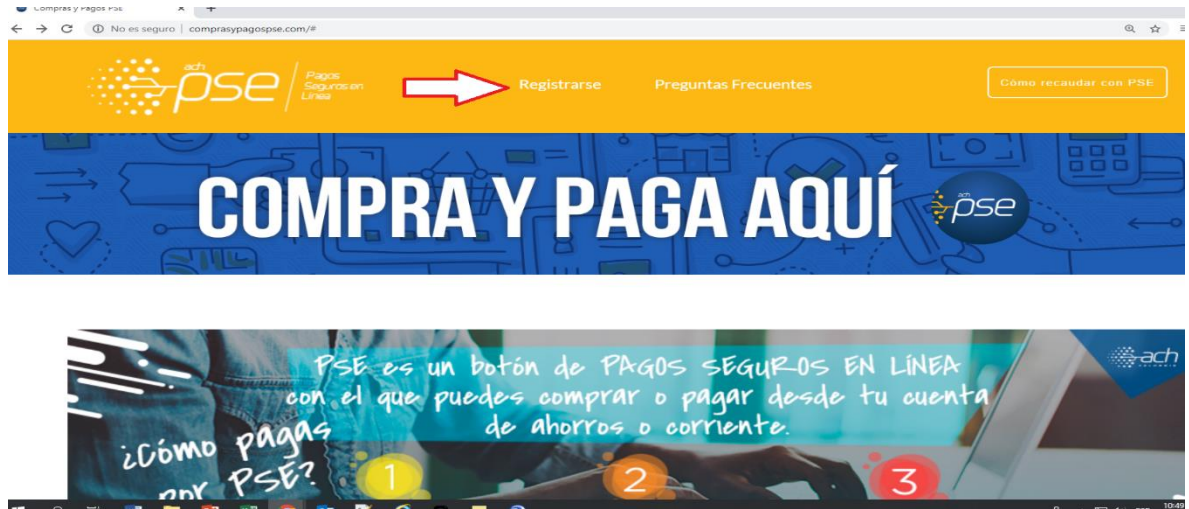 Compras y Pagos PSE
No es seguro | comprasypagospse.com/#
ach
pse
Pagos
Seguros en
Línea
Registrarse
Preguntas Frecuentes
Cómo recaudar con PSE
COMPRA Y PAGA AQUÍ
ach
pse
PSE es un botón de PAGOS SEGUROS EN LÍNEA
con el que puedes comprar o pagar desde tu cuenta
de ahorros o corriente.
ach
COLOMBIA
¿Cómo pagas
por PSE?
1
2
3
10:49